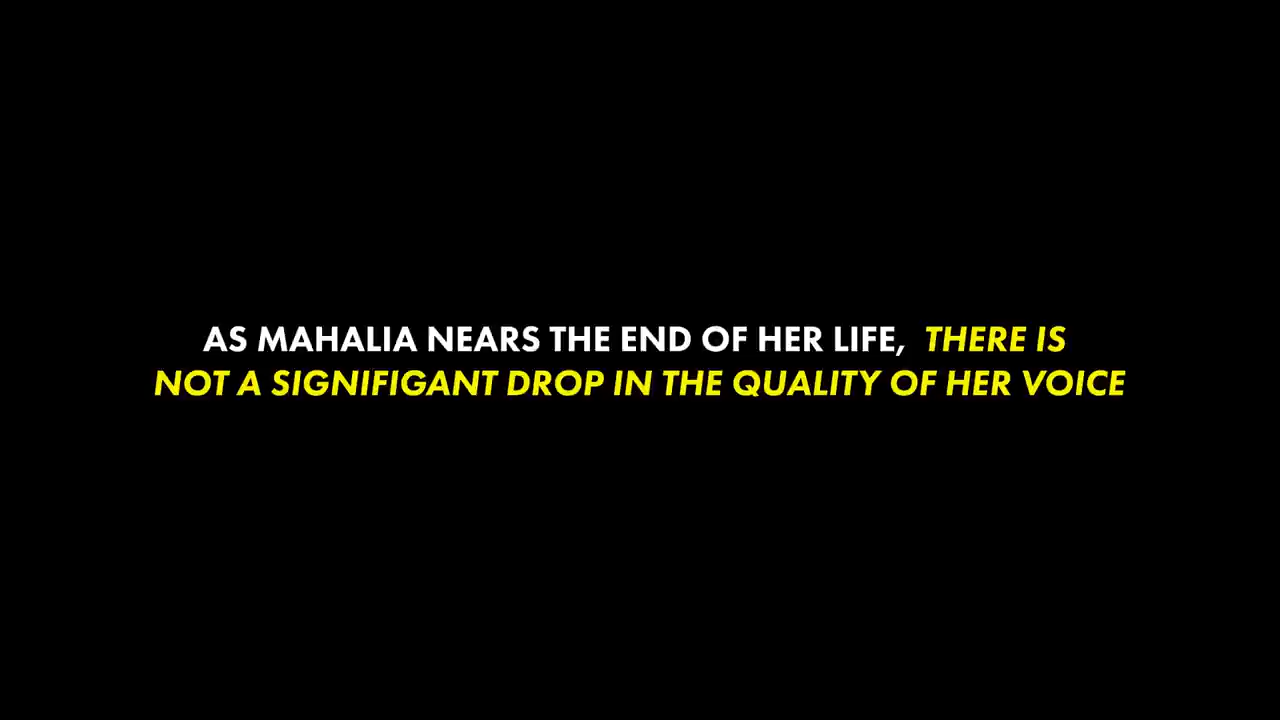 AS MAHALIA NEARS THE END OF HER LIFE, THERE IS
NOT A SIGNIFIGANT DROP IN THE QUALITY OF HER VOICE